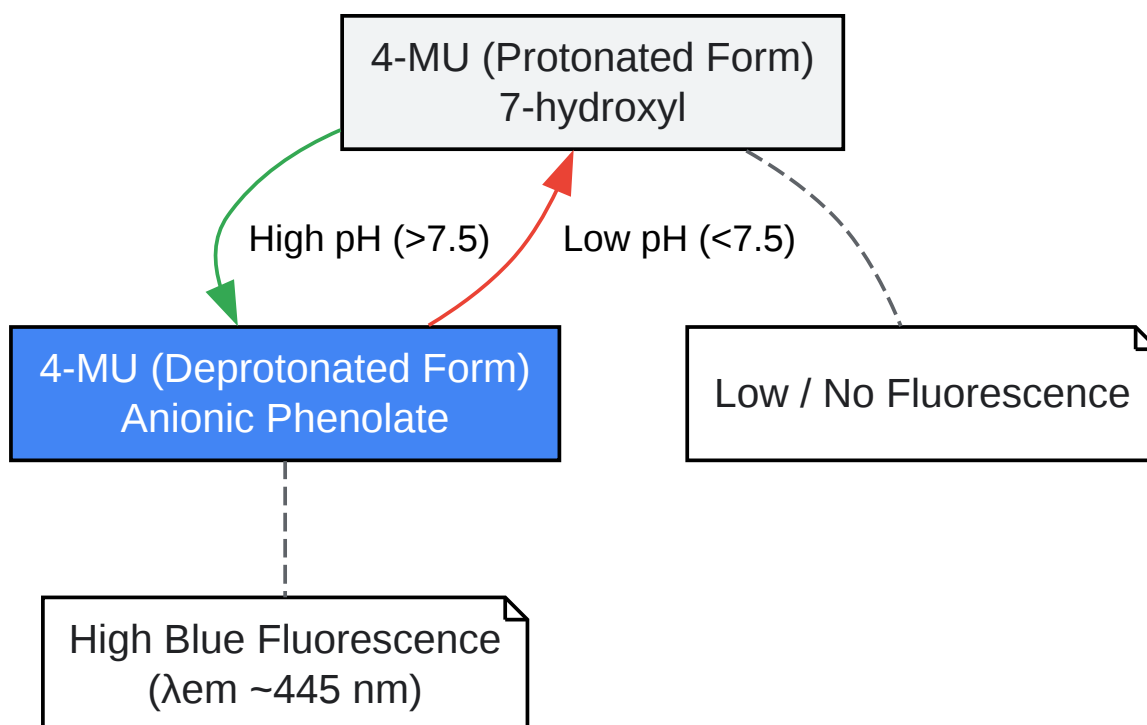 4-MU (Protonated Form)
7-hydroxyl
High pH (>7.5)
Low pH (<7.5)
4-MU (Deprotonated Form)
Anionic Phenolate
Low / No Fluorescence
High Blue Fluorescence
(λem ~445 nm)